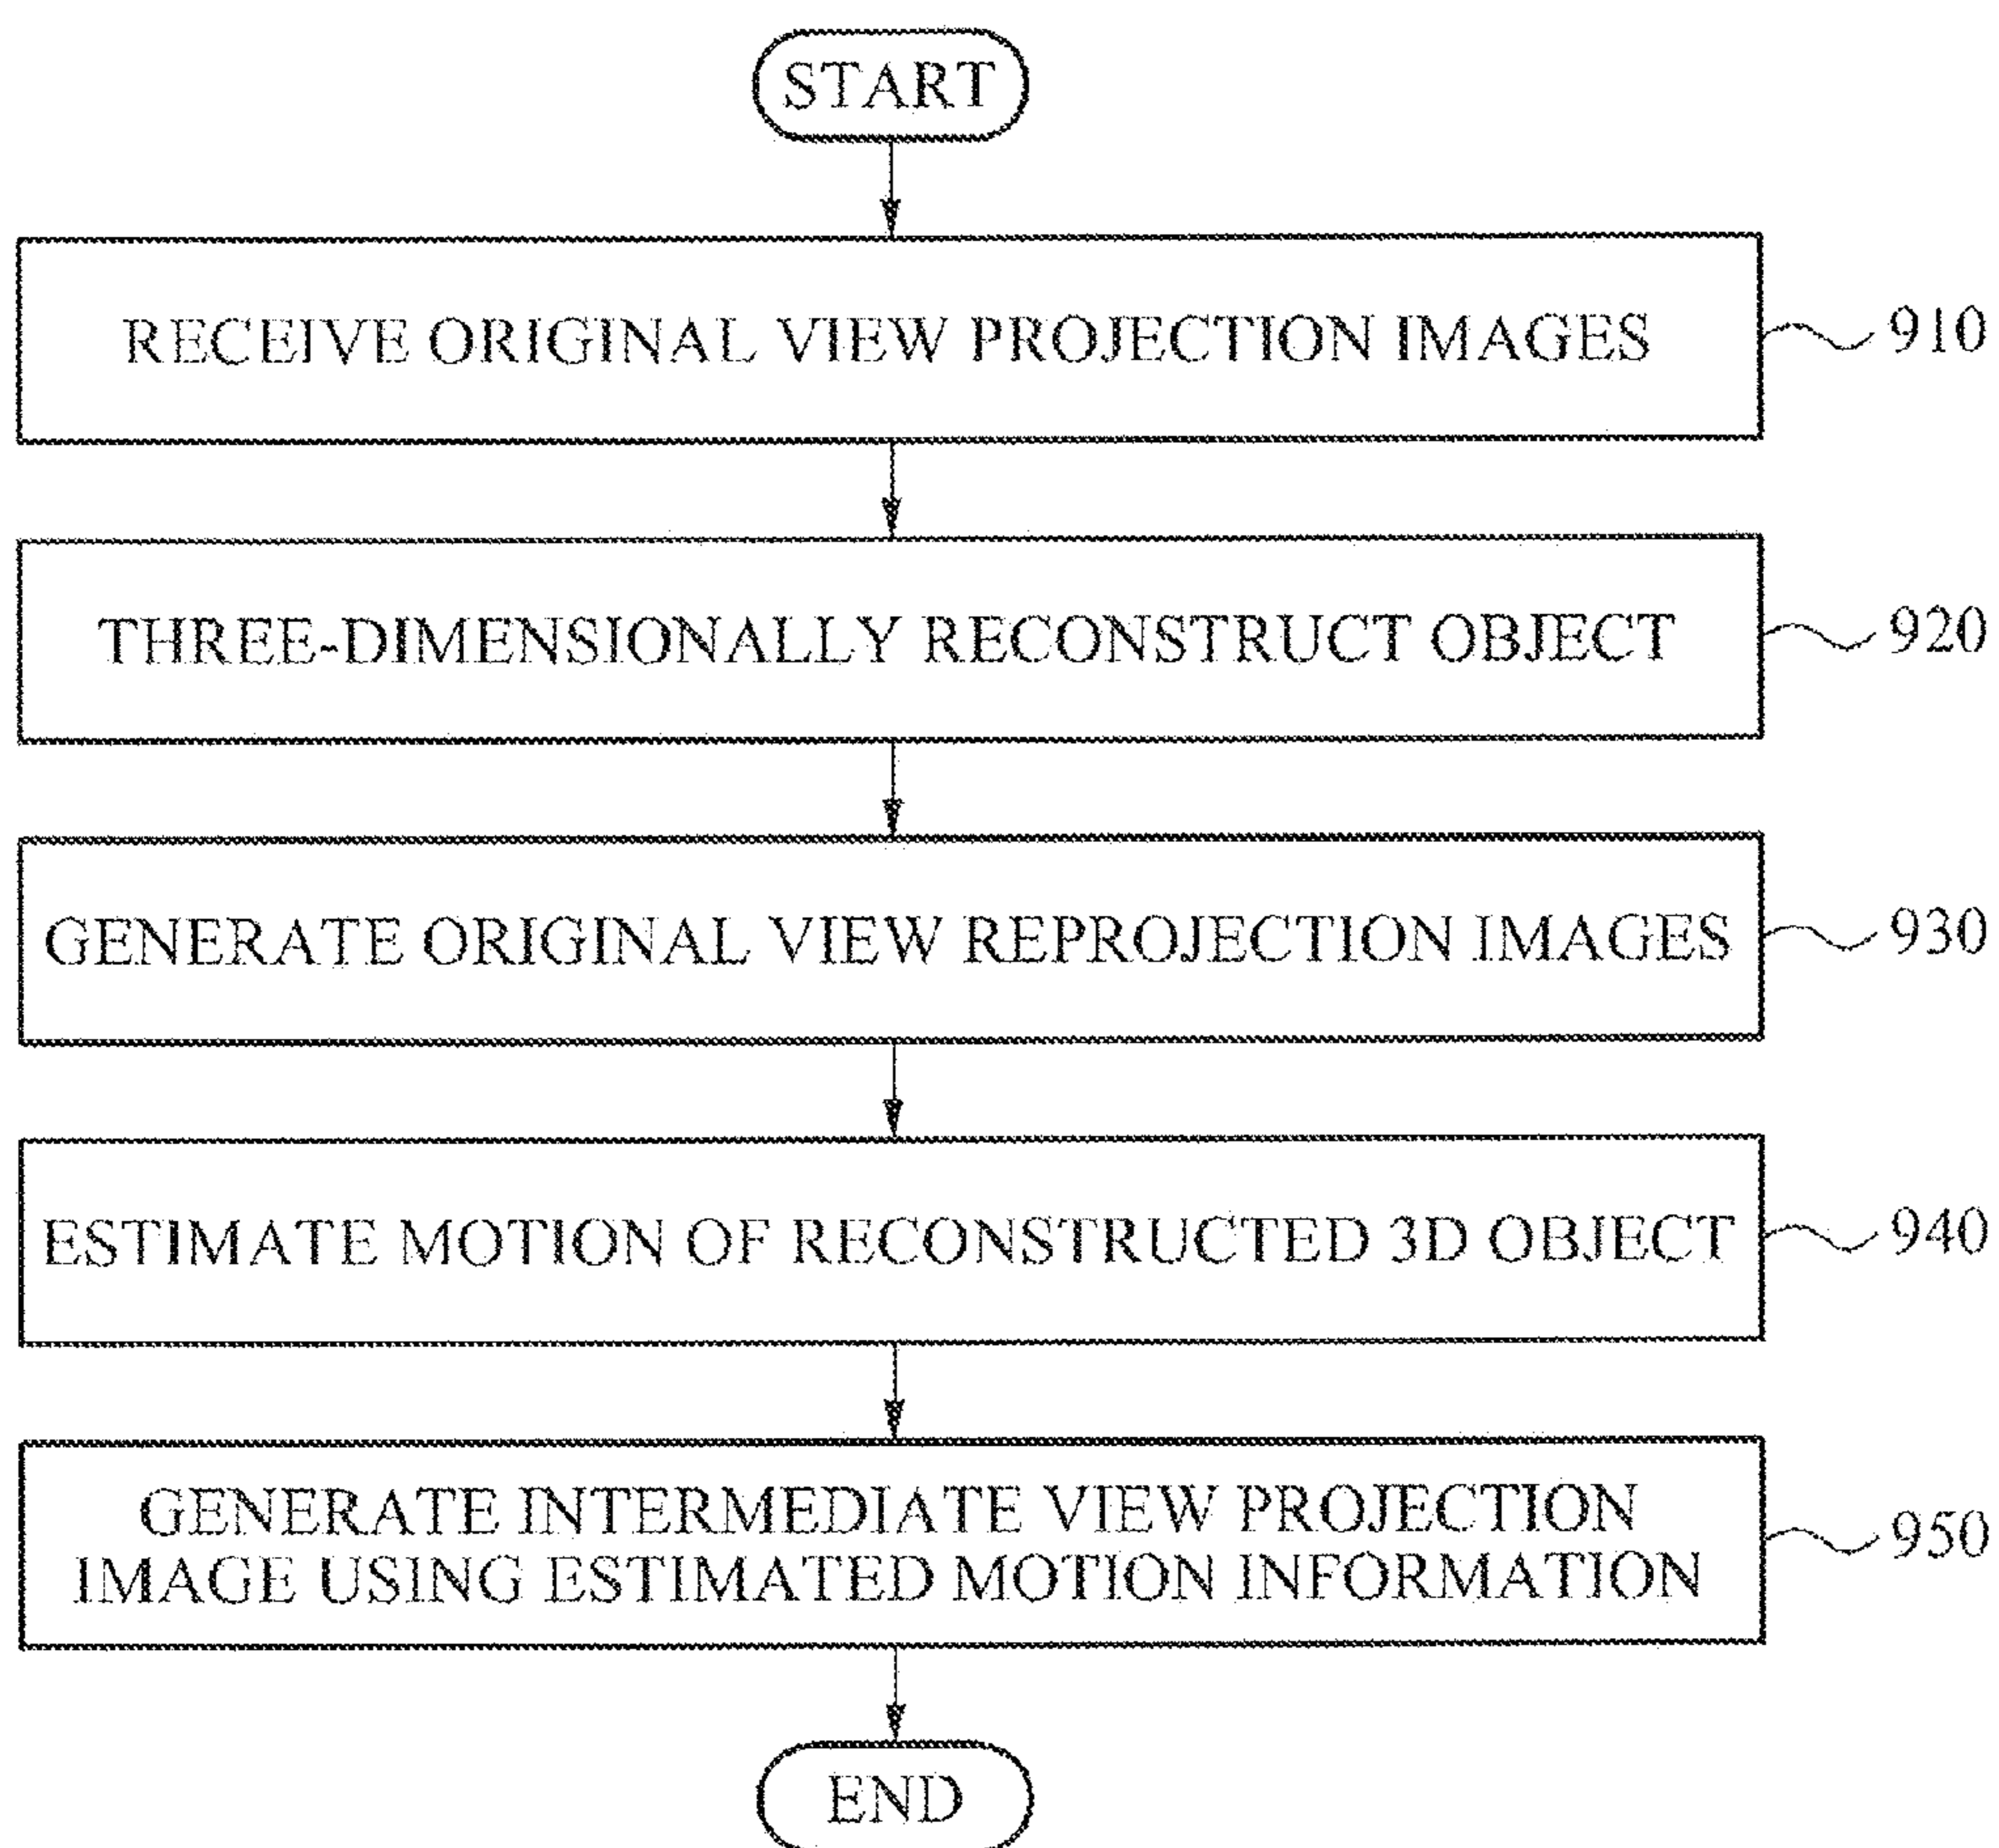 START
RECEIVE ORIGINAL VIEW PROJECTION IMAGES
910
THREE-DIMENSIONALLY RECONSTRUCT OBJECT
920
GENERATE ORIGINAL VIEW REPROJECTION IMAGES
930
ESTIMATE MOTION OF RECONSTRUCTED 3D OBJECT
940
GENERATE INTERMEDIATE VIEW PROJECTION
IMAGE USING ESTIMATED MOTION INFORMATION
950
END